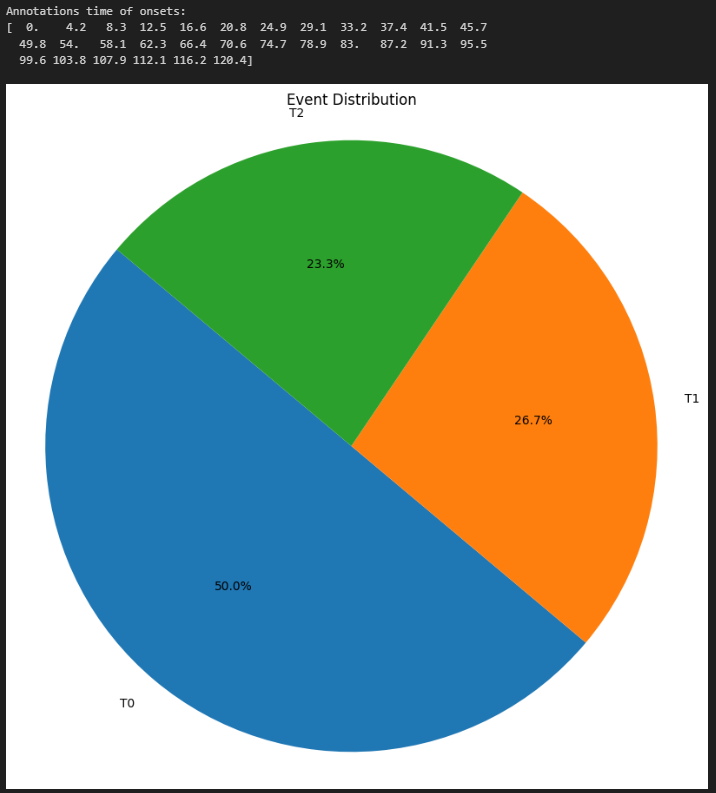 Annotations time of onsets:
[  0.    4.2   8.3  12.5  16.6  20.8  24.9  29.1  33.2  37.4  41.5  45.7
  49.8  54.   58.1  62.3  66.4  70.6  74.7  78.9  83.   87.2  91.3  95.5
  99.6 103.8 107.9 112.1 116.2 120.4]
Event Distribution
T2
23.3%
T1
26.7%
50.0%
T0